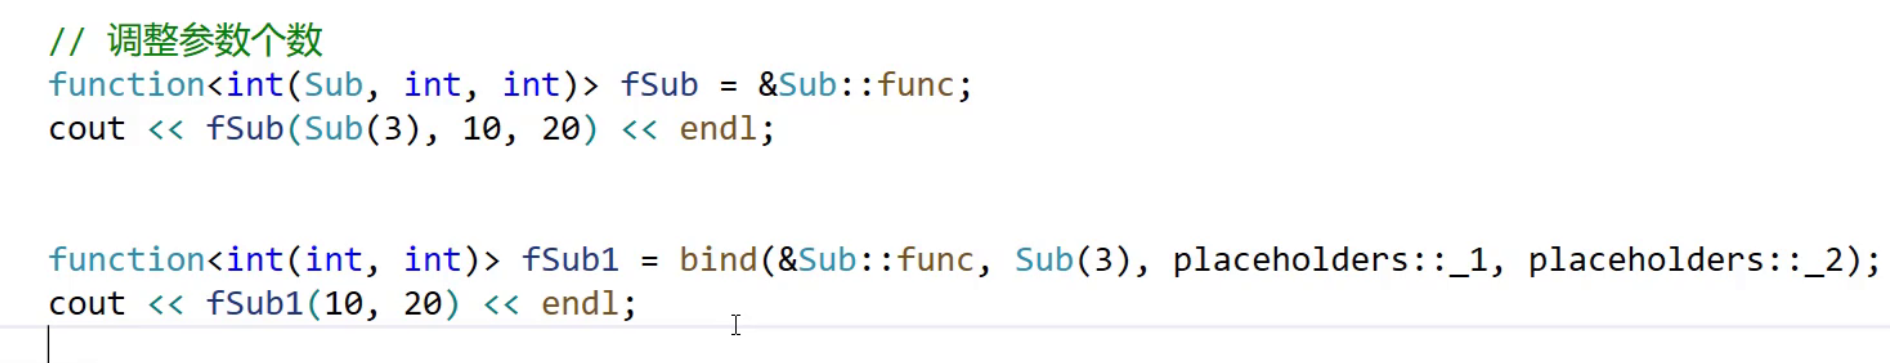 // 调整参数个数
function<int(Sub, int, int)> fSub = &Sub::func;
cout << fSub(Sub(3), 10, 20) << endl;
function<int(int, int)> fSub1 = bind(&Sub::func, Sub(3), placeholders::_1, placeholders::_2);
cout << fSub1(10, 20) << endl;